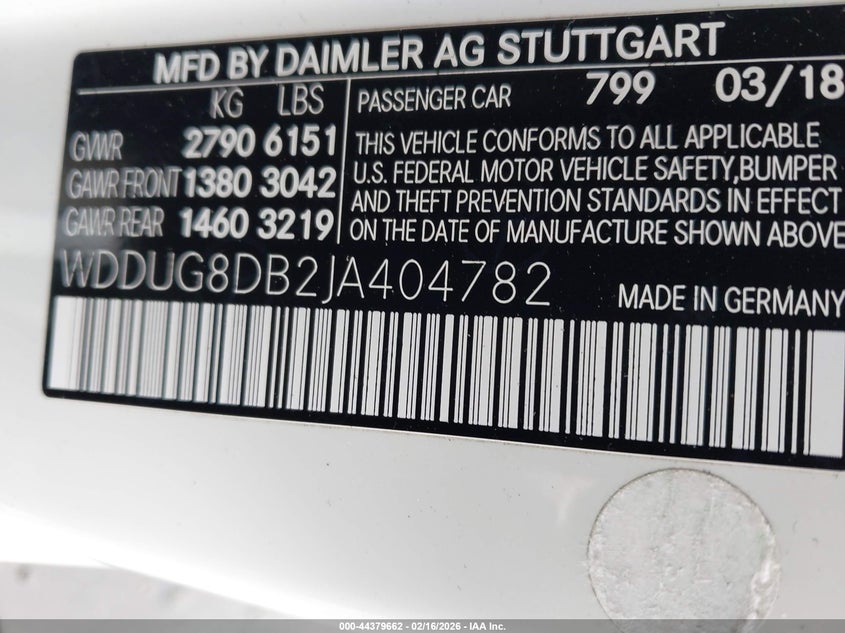 MFD BY DAIMLER AG STUTTGART
KG LBS
GVWR 2790 6151
GAWR FRONT 1380 3042
GAWR REAR 1460 3219
PASSENGER CAR 799 03/18
THIS VEHICLE CONFORMS TO ALL APPLICABLE
U.S. FEDERAL MOTOR VEHICLE SAFETY,BUMPER
AND THEFT PREVENTION STANDARDS IN EFFECT
ON THE DATE OF MANUFACTURE SHOWN ABOVE
WDDUG8DB2JA404782
MADE IN GERMANY
000-44379662 - 02/16/2026 - IAA Inc.